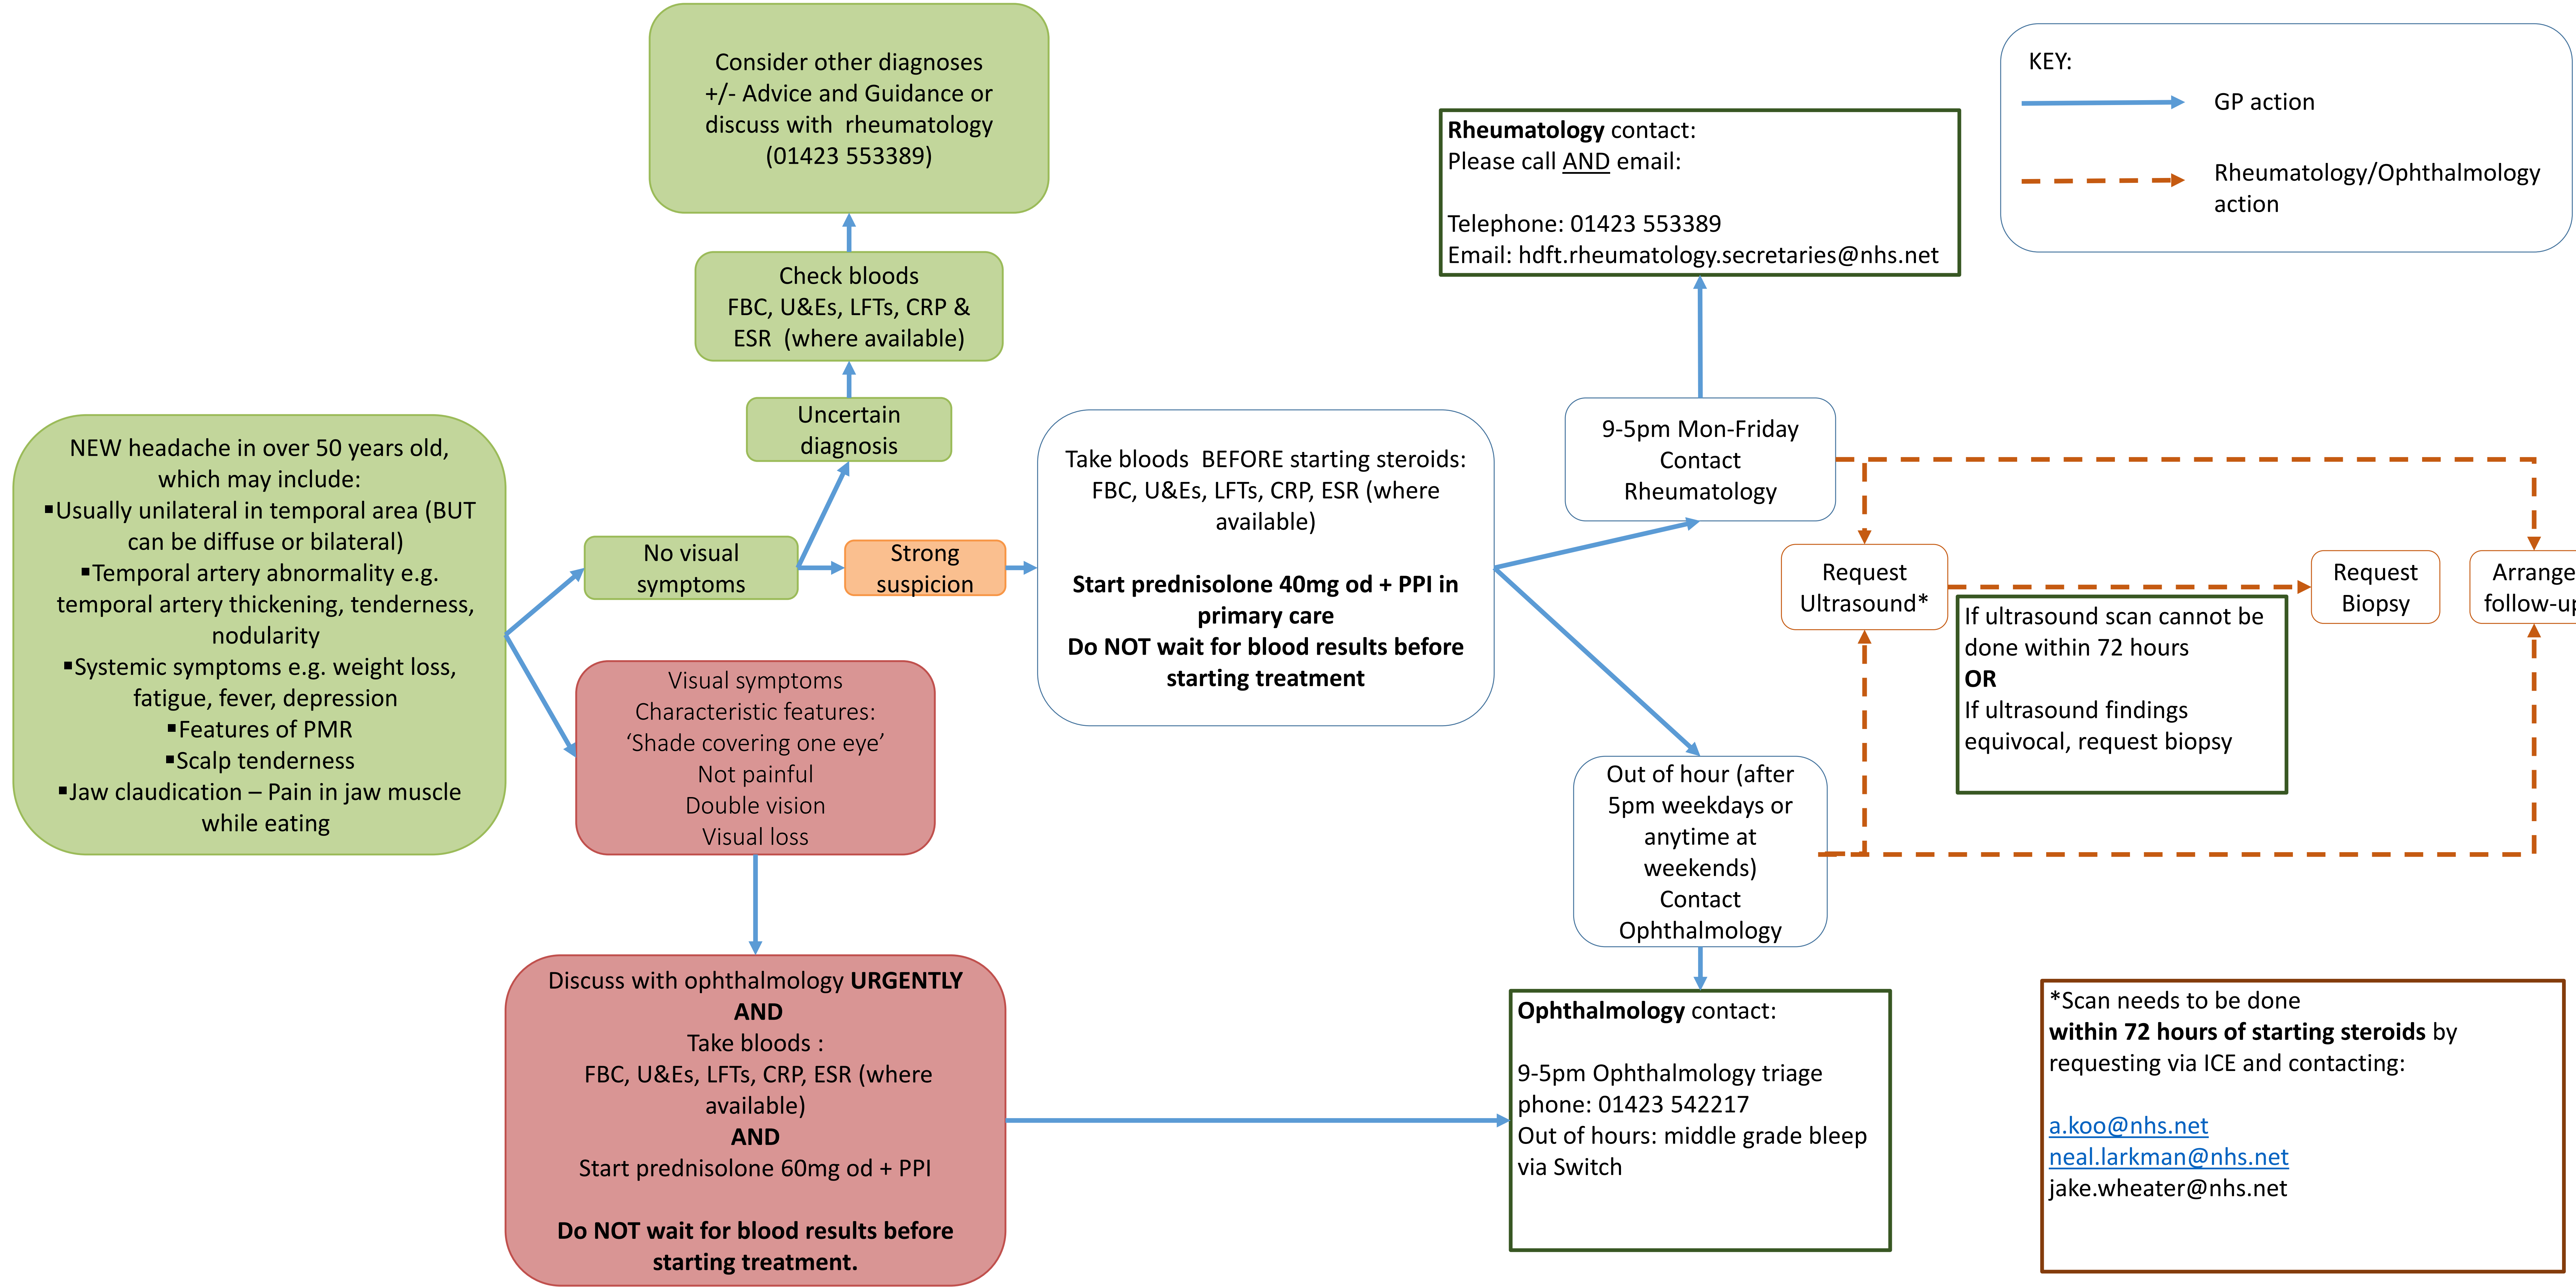 Consider other diagnoses
+/- Advice and Guidance or
discuss with rheumatology
(01423 553389)
Check bloods
FBC, U&Es, LFTs, CRP &
ESR (where available)
Uncertain
diagnosis
NEW headache in over 50 years old,
which may include:
▪Usually unilateral in temporal area (BUT
can be diffuse or bilateral)
▪Temporal artery abnormality e.g.
temporal artery thickening, tenderness,
nodularity
▪Systemic symptoms e.g. weight loss,
fatigue, fever, depression
▪Features of PMR
▪Scalp tenderness
▪Jaw claudication – Pain in jaw muscle
while eating
No visual
symptoms
Strong
suspicion
Visual symptoms
Characteristic features:
‘Shade covering one eye’
Not painful
Double vision
Visual loss
Discuss with ophthalmology URGENTLY
AND
Take bloods :
FBC, U&Es, LFTs, CRP, ESR (where
available)
AND
Start prednisolone 60mg od + PPI
Do NOT wait for blood results before
starting treatment.
Take bloods BEFORE starting steroids:
FBC, U&Es, LFTs, CRP, ESR (where
available)
Start prednisolone 40mg od + PPI in
primary care
Do NOT wait for blood results before
starting treatment
Rheumatology contact:
Please call AND email:
Telephone: 01423 553389
Email: hdft.rheumatology.secretaries@nhs.net
9-5pm Mon-Friday
Contact
Rheumatology
Out of hour (after
5pm weekdays or
anytime at
weekends)
Contact
Ophthalmology
Ophthalmology contact:
9-5pm Ophthalmology triage
phone: 01423 542217
Out of hours: middle grade bleep
via Switch
KEY:
GP action
Rheumatology/Ophthalmology
action
Request
Ultrasound*
If ultrasound scan cannot be
done within 72 hours
OR
If ultrasound findings
equivocal, request biopsy
Request
Biopsy
Arrange
follow-up
*Scan needs to be done
within 72 hours of starting steroids by
requesting via ICE and contacting:
a.koo@nhs.net
neal.larkman@nhs.net
jake.wheater@nhs.net